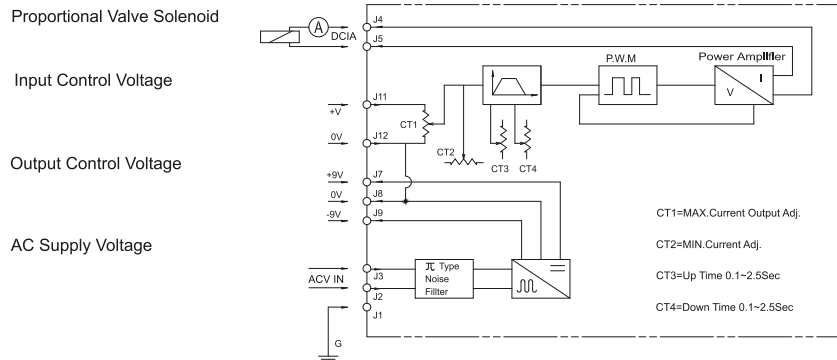 Proportional Valve Solenoid
A
DCIA
J4
J5
P.W.M
Power Amplifier
I
V
Input Control Voltage
+V
J11
CT1
0V
J12
CT2
CT3
CT4
Output Control Voltage
+9V
J7
0V
J8
-9V
J9
CT1=MAX.Current Output Adj.
AC Supply Voltage
CT2=MIN.Current Adj.
ACV IN
J3
J2
J1
π Type
Noise
Fillter
CT3=Up Time 0.1~2.5Sec
CT4=Down Time 0.1~2.5Sec
G